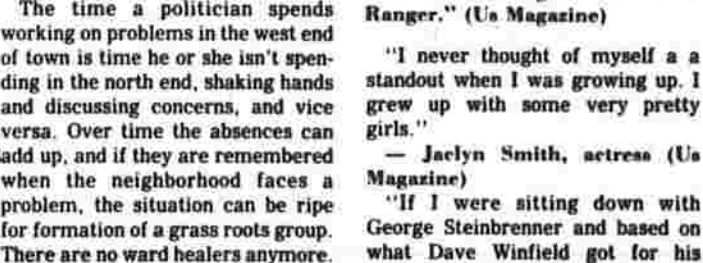 The time a politician spends
working on problems in the west end
of town is time he or she isn't spen-
ding in the north end, shaking hands
and discussing concerns, and vice
versa. Over time the absences can
add up, and if they are remembered
when the neighborhood faces a
problem, the situation can be ripe
for formation of a grass roots group.
There are no ward healers anymore.
Ranger." (Us Magazine)
"I never thought of myself a a
standout when I was growing up. I
grew up with some very pretty
girls."
— Jaclyn Smith, actress (Us
Magazine)
"If I were sitting down with
George Steinbrenner and based on
what Dave Winfield got for his